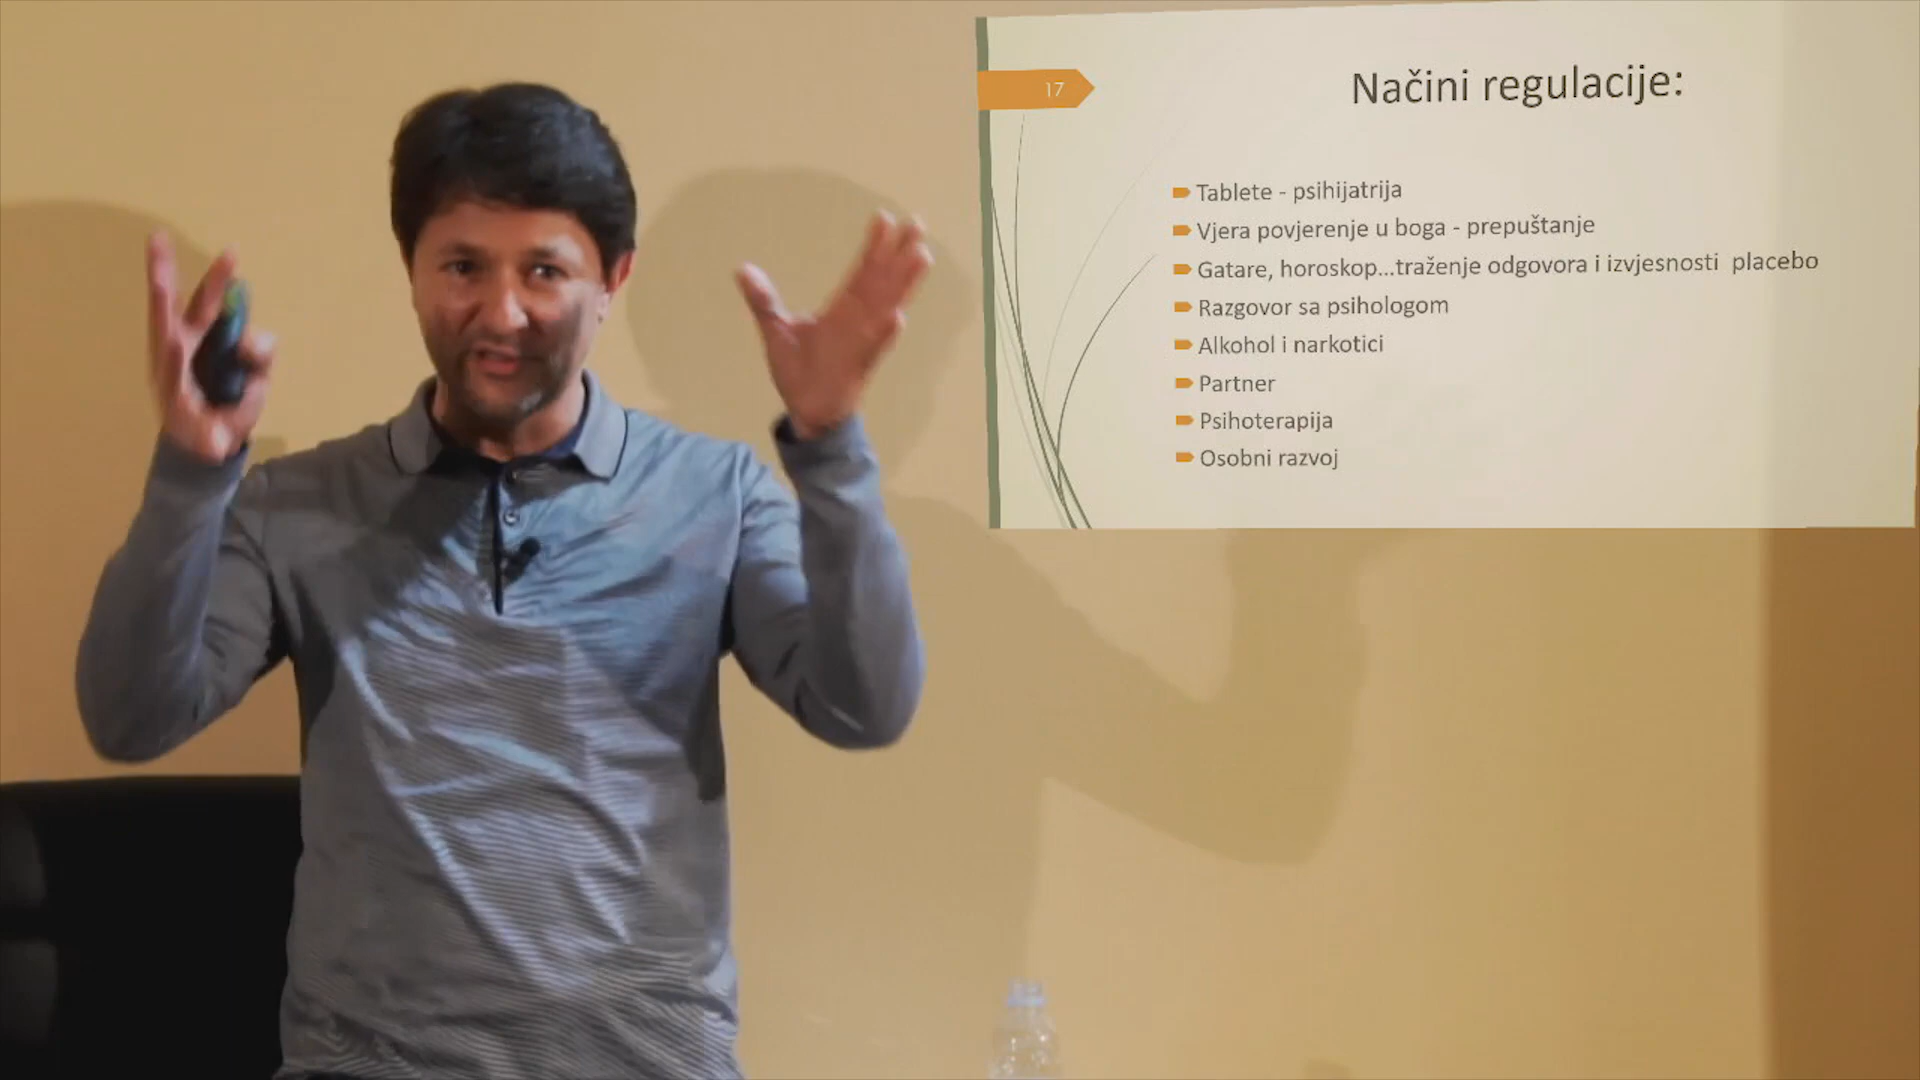 17
Načini regulacije:
Tablete - psihijatrija
Vjera povjerenje u boga - prepuštanje
Gatare, horoskop...traženje odgovora i izvjesnosti placebo
Razgovor sa psihologom
Alkohol i narkotici
Partner
Psihoterapija
Osobni razvoj